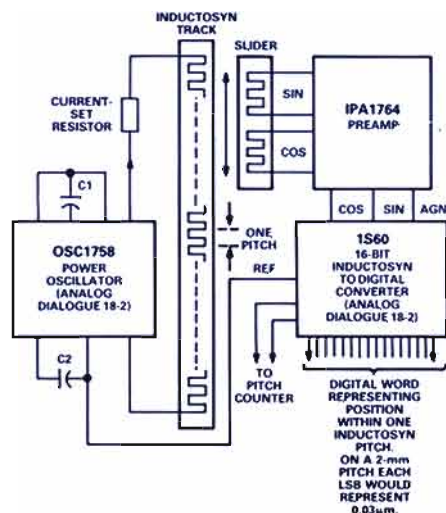 INDUCTOSYN
TRACK
SLIDER
CURRENT-
SET
RESISTOR
SIN
COS
IPA1764
PREAMP
C1
OSC1758
POWER
OSCILLATOR
(ANALOG
DIALOGUE 18-2)
C2
ONE
PITCH
REF
COS
SIN
AGN
1S60
16-BIT
INDUCTOSYN
TO DIGITAL
CONVERTER
(ANALOG
DIALOGUE 18-2)
TO
PITCH
COUNTER
DIGITAL WORD
REPRESENTING
POSITION
WITHIN ONE
INDUCTOSYN
PITCH.
ON A 2-mm
PITCH EACH
LSB WOULD
REPRESENT
0.03μm.